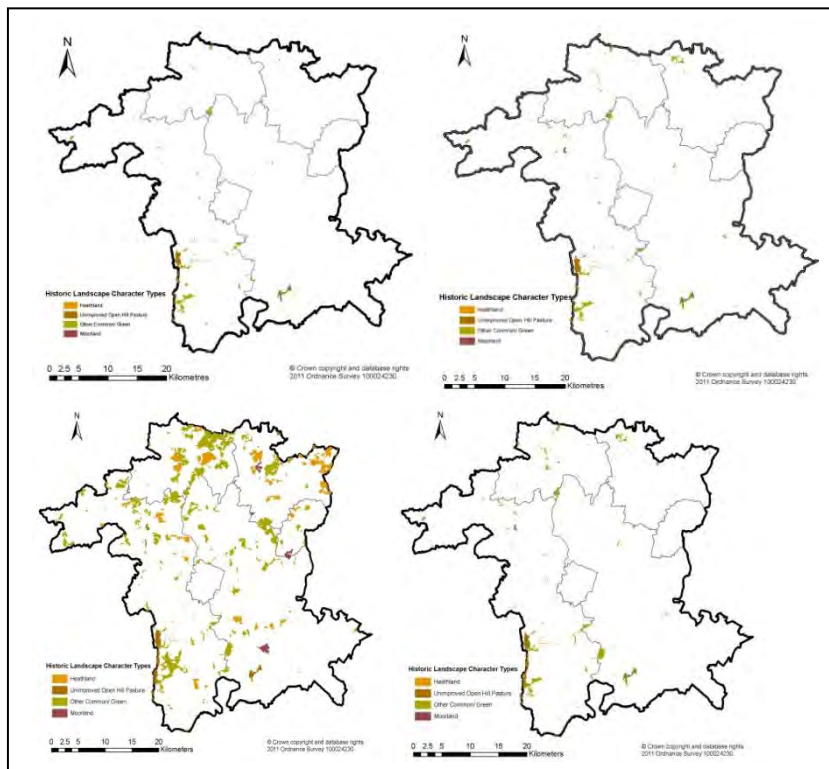 N
Historic Landscape Character Types
Heathland
Unimproved Open Hill Pasture
Other Common/ Green
Moorland
0 2.5 5 10 15 20
Kilometres
© Crown copyright and database rights
2011 Ordnance Survey 100024230
N
Historic Landscape Character Types
Heathland
Unimproved Open Hill Pasture
Other Common/ Green
Moorland
0 2.5 5 10 15 20
Kilometres
© Crown copyright and database rights
2011 Ordnance Survey 100024230
N
Historic Landscape Character Types
Heathland
Unimproved Open Hill Pasture
Other Common/ Green
Moorland
0 2.5 5 10 15 20
Kilometers
© Crown copyright and database rights
2011 Ordnance Survey 100024230
N
Historic Landscape Character Types
Heathland
Unimproved Open Hill Pasture
Other Common/ Green
Moorland
0 2.5 5 10 15 20
Kilometers
© Crown copyright and database rights
2011 Ordnance Survey 100024230